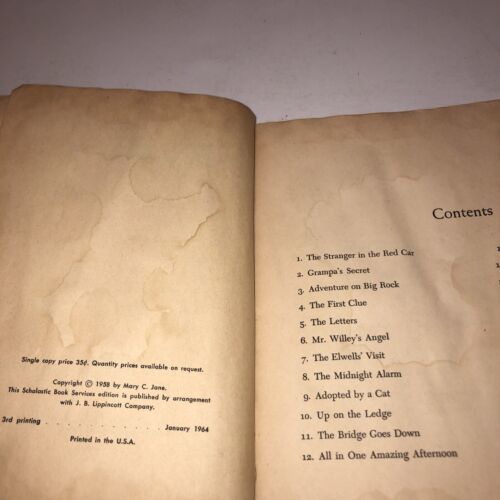 Single copy price 35¢. Quantity prices available on request.
Copyright © 1958 by Mary C. Jane.
This Scholastic Book Services edition is published by arrangement
with J. B. Lippincott Company.
3rd printing . . . . . . . . . . . . January 1964
Printed in the U.S.A.
Contents
1. The Stranger in the Red Car
2. Grampa's Secret
3. Adventure on Big Rock
4. The First Clue
5. The Letters
6. Mr. Willey's Angel
7. The Elwells' Visit
8. The Midnight Alarm
9. Adopted by a Cat
10. Up on the Ledge
11. The Bridge Goes Down
12. All in One Amazing Afternoon